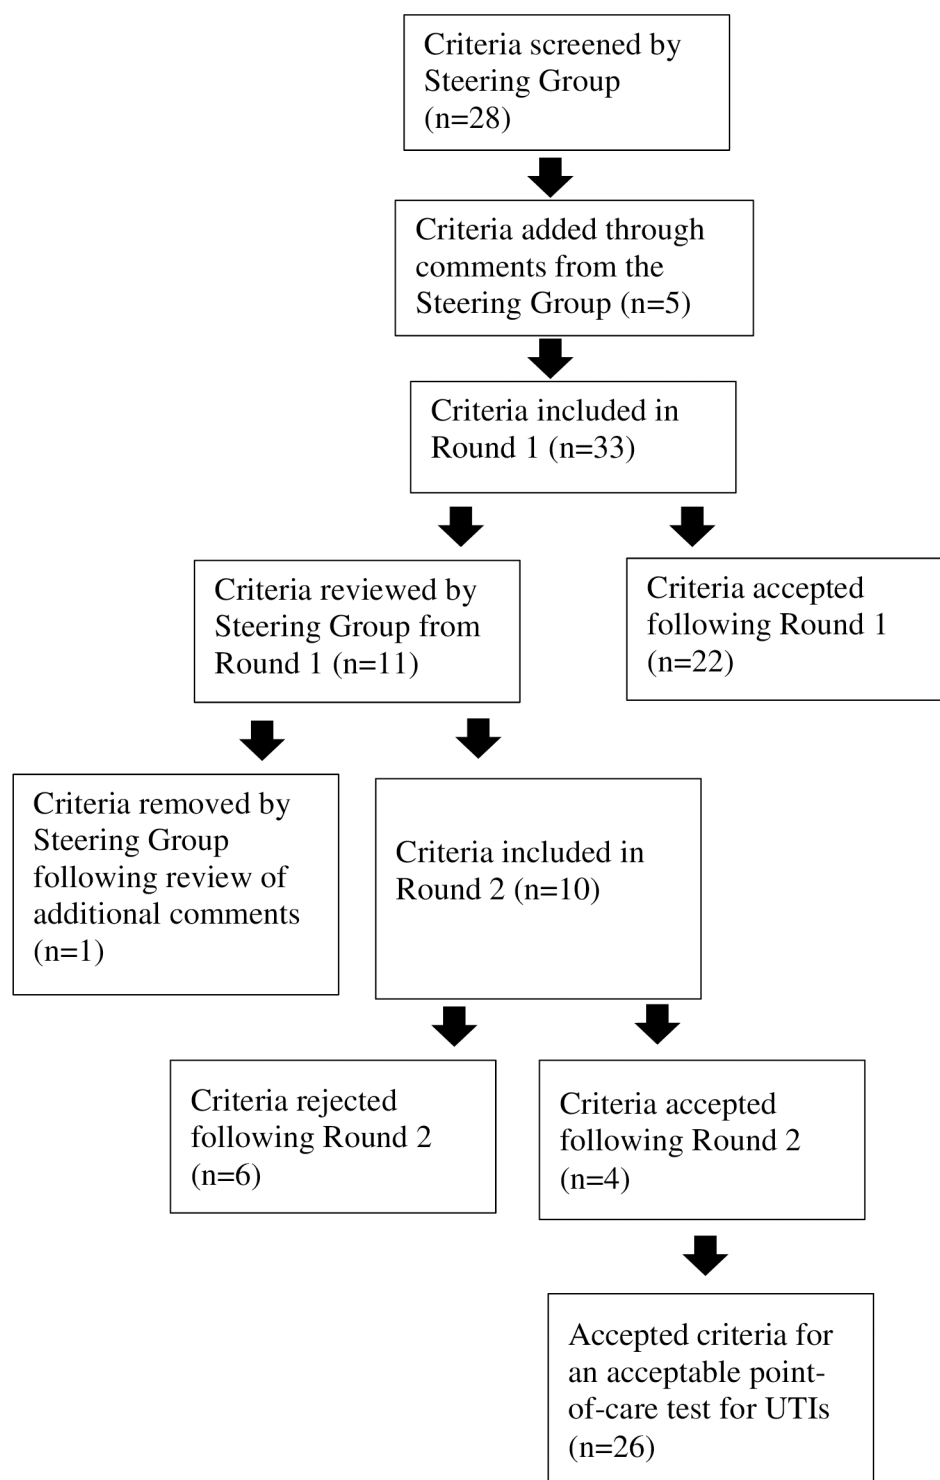 Criteria screened by
Steering Group
(n=28)
Criteria added through
comments from the
Steering Group (n=5)
Criteria included in
Round 1 (n=33)
Criteria reviewed by
Steering Group from
Round 1 (n=11)
Criteria accepted
following Round 1
(n=22)
Criteria removed by
Steering Group
following review of
additional comments
(n=1)
Criteria included in
Round 2 (n=10)
Criteria rejected
following Round 2
(n=6)
Criteria accepted
following Round 2
(n=4)
Accepted criteria for
an acceptable point-
of-care test for UTIs
(n=26)